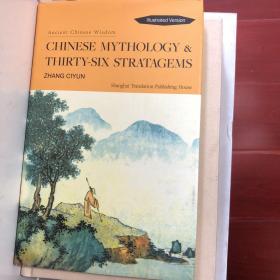 Illustrated Version
Ancient Chinese Wisdom
CHINESE MYTHOLOGY &
THIRTY-SIX STRATAGEMS
ZHANG CIYUN
Shanghai Translation Publishing House